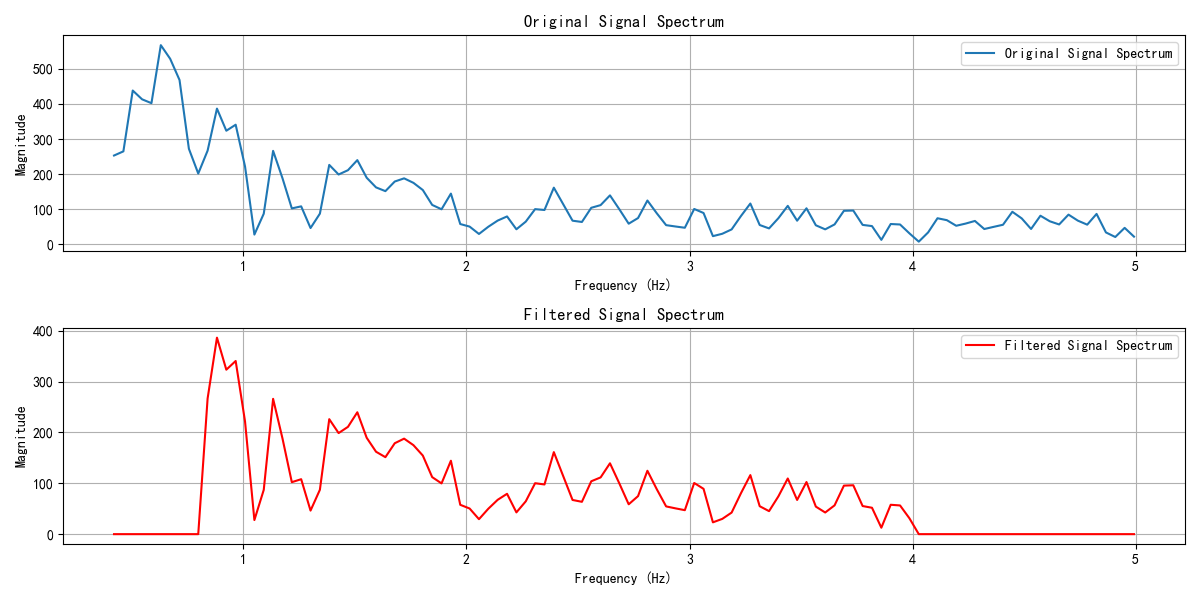 Original Signal Spectrum
Original Signal Spectrum
Magnitude
500
400
300
200
100
0
1
2
3
4
5
Frequency (Hz)
Filtered Signal Spectrum
Filtered Signal Spectrum
Magnitude
400
300
200
100
0
1
2
3
4
5
Frequency (Hz)